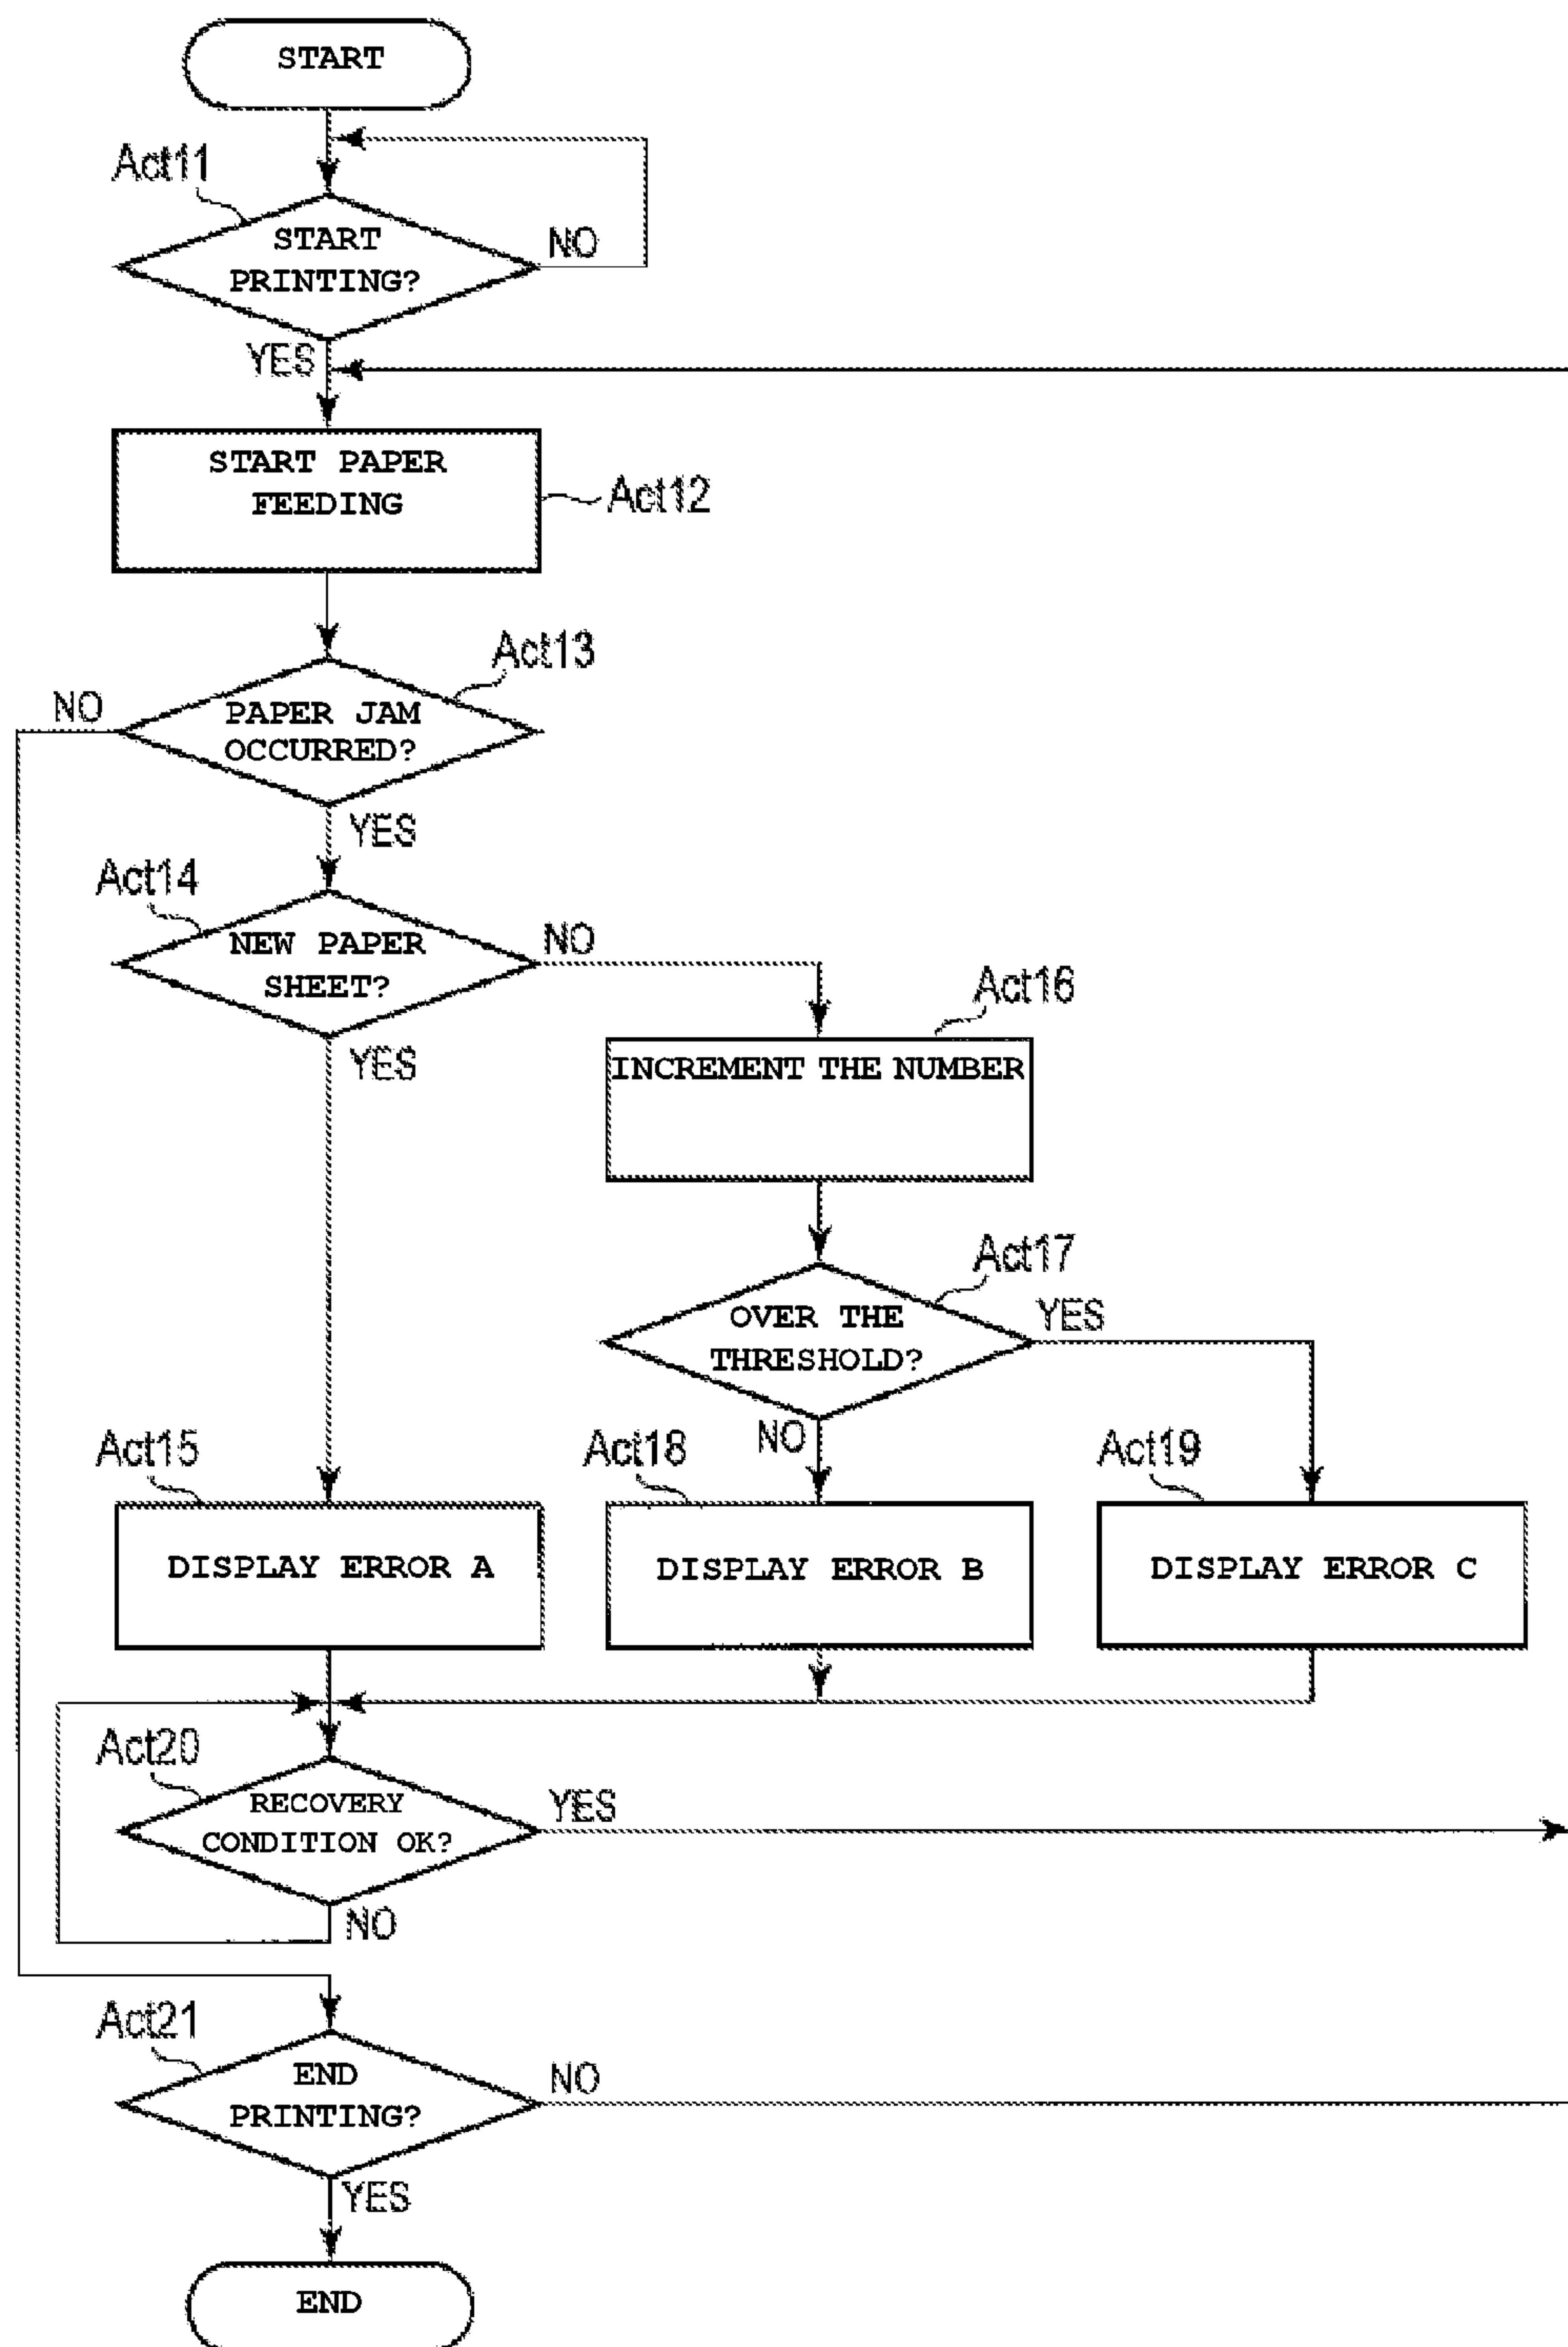 START
Act11
START
PRINTING?
NO
YES
START PAPER
FEEDING
Act12
Act13
NO
PAPER JAM
OCCURRED?
YES
Act14
NEW PAPER
SHEET?
NO
YES
Act16
INCREMENT THE NUMBER
Act17
OVER THE
THRESHOLD?
YES
NO
Act15
DISPLAY ERROR A
Act18
DISPLAY ERROR B
Act19
DISPLAY ERROR C
Act20
RECOVERY
CONDITION OK?
YES
NO
Act21
END
PRINTING?
NO
YES
END